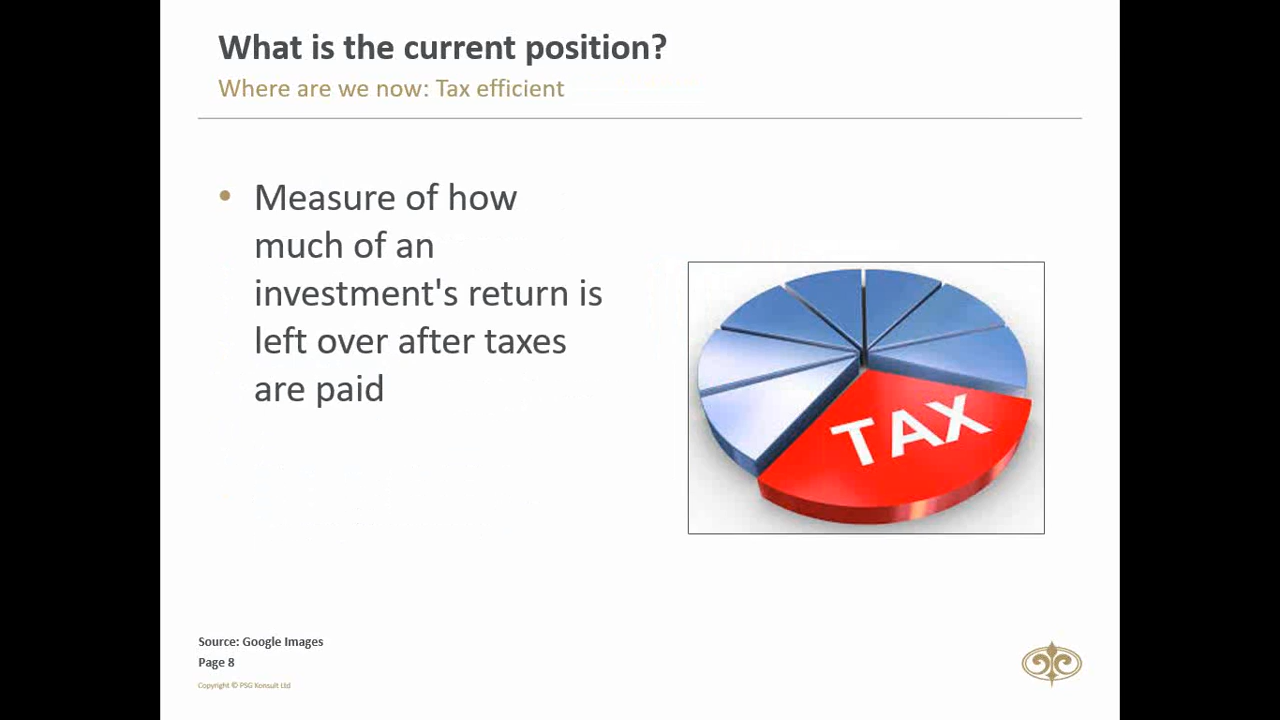 What is the current position?
Where are we now: Tax efficient
• Measure of how
much of an
investment's return is
left over after taxes
are paid
TAX
Source: Google Images
Page 8
Copyright © PSG Konsult Ltd